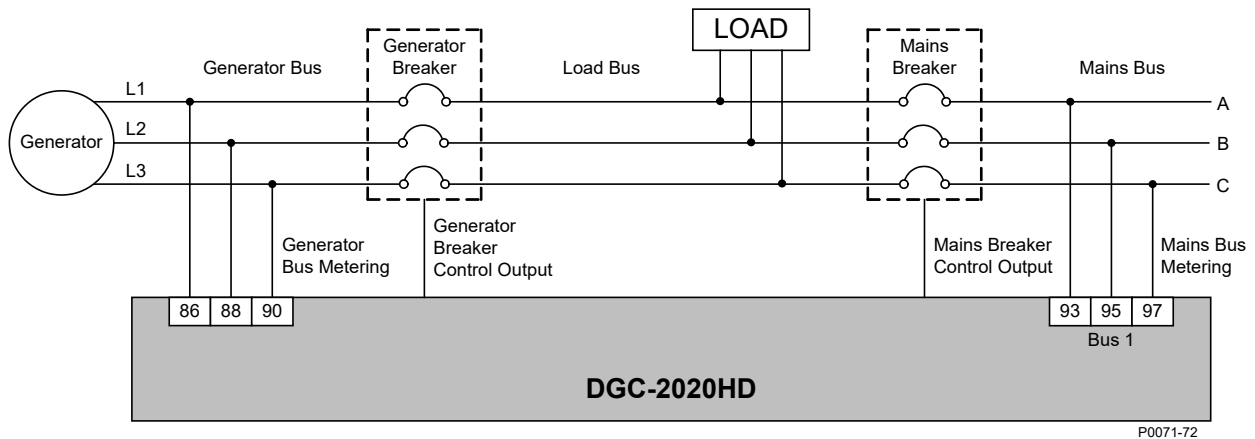 LOAD
Generator
Breaker
Mains
Breaker
Generator Bus
Load Bus
Mains Bus
L1
A
Generator
L2
B
L3
C
Generator
Bus Metering
Generator
Breaker
Control Output
Mains Breaker
Control Output
Mains Bus
Metering
86 88 90
93 95 97
Bus 1
DGC-2020HD
P0071-72